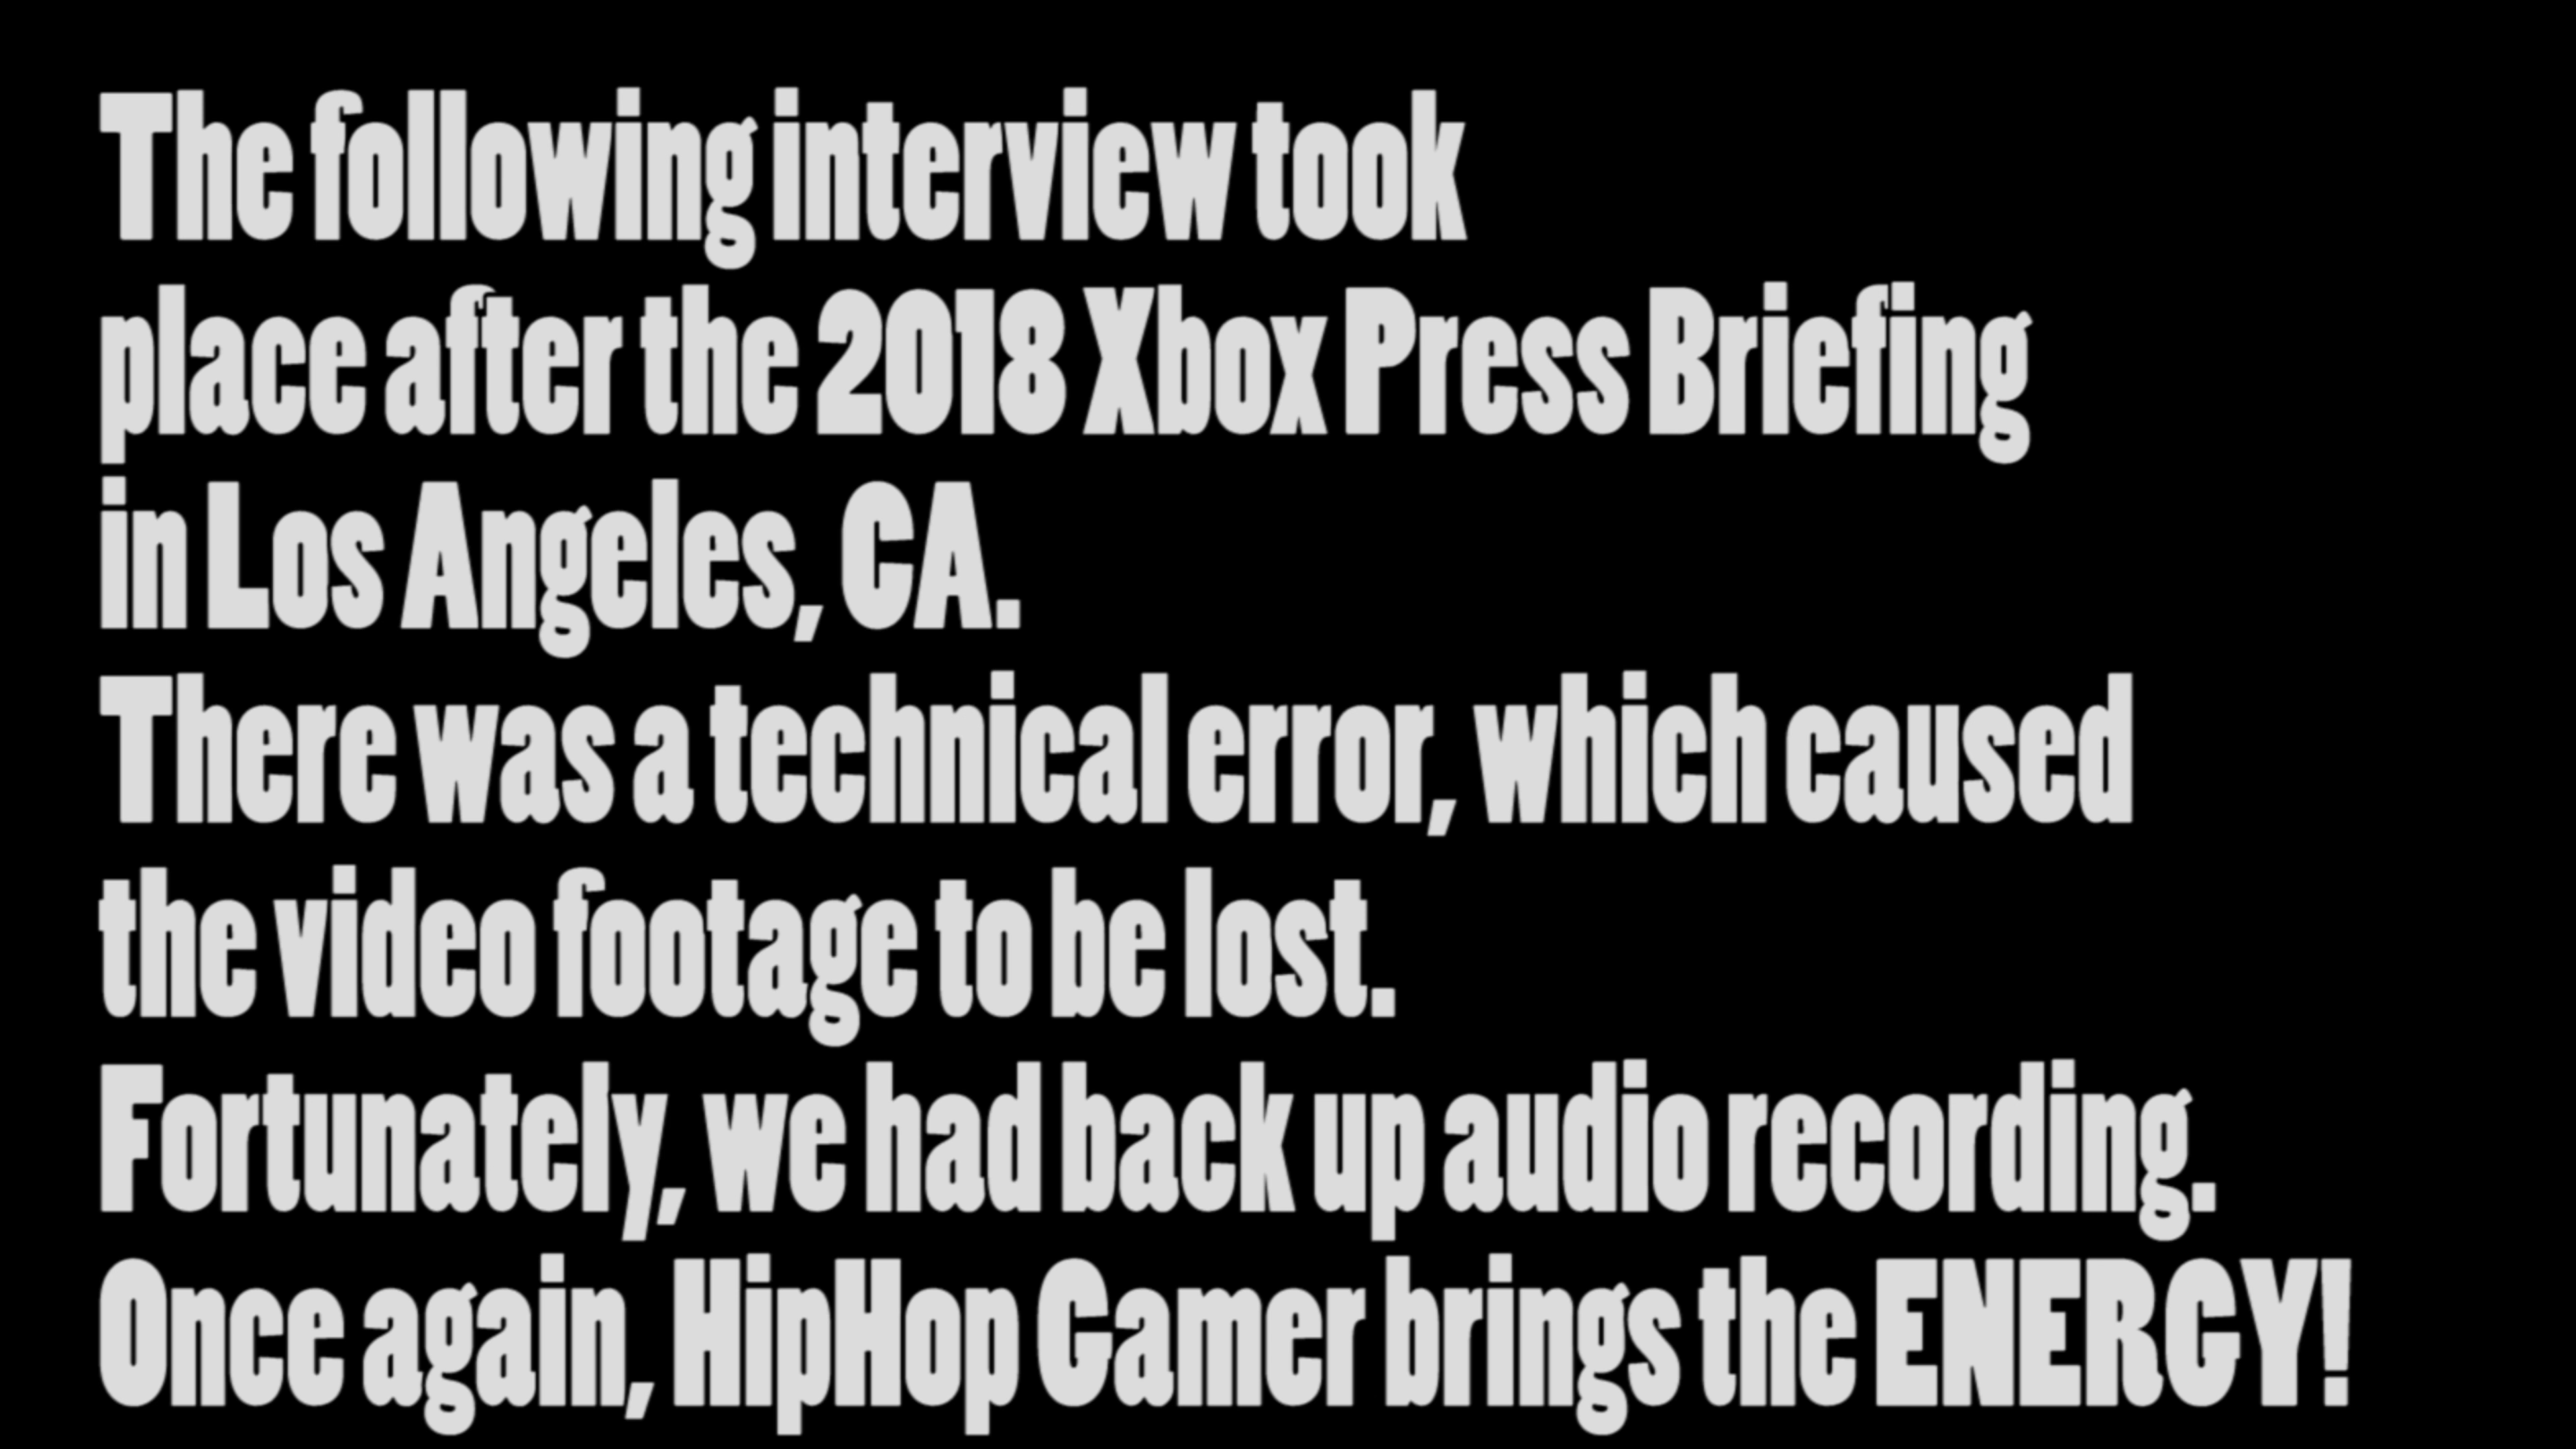 The following interview took
place after the 2018 Xbox Press Briefing
in Los Angeles, CA.
There was a technical error, which caused
the video footage to be lost.
Fortunately, we had back up audio recording.
Once again, HipHop Gamer brings the ENERGY!